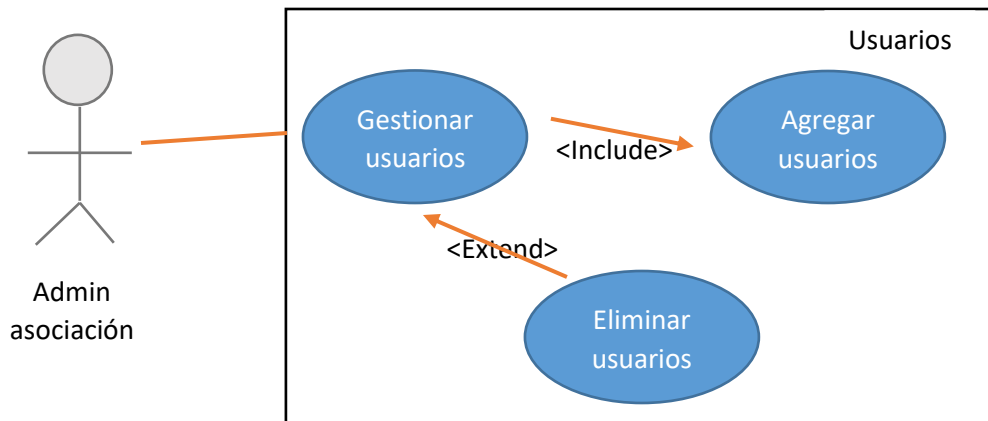 Usuarios
Gestionar
usuarios
<Include>
Agregar
usuarios
<Extend>
Eliminar
usuarios
Admin
asociación